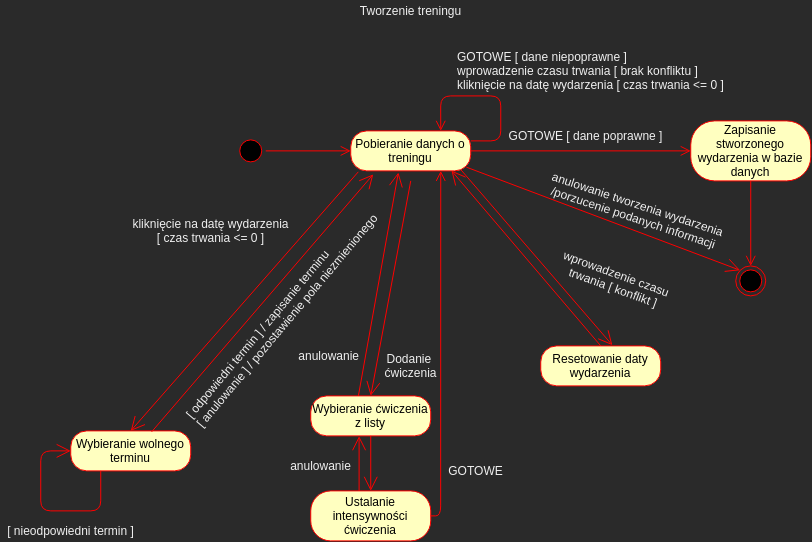 Tworzenie treningu
GOTOWE [ dane niepoprawne ]
wprowadzenie czasu trwania [ brak konfliktu ]
kliknięcie na datę wydarzenia [ czas trwania <= 0 ]
Pobieranie danych o
treningu
GOTOWE [ dane poprawne ]
Zapisanie
stworzonego
wydarzenia w bazie
danych
anulowanie tworzenia wydarzenia
/porzucenie podanych informacji
kliknięcie na datę wydarzenia
[ czas trwania <= 0 ]
[ odpowiedni termin ] / zapisanie terminu
[ anulowanie ] / pozostawienie pola niezmienionego
wprowadzenie czasu
trwania [ konflikt ]
anulowanie
Dodanie
ćwiczenia
Resetowanie daty
wydarzenia
Wybieranie ćwiczenia
z listy
Wybieranie wolnego
terminu
anulowanie
GOTOWE
Ustalanie
intensywności
ćwiczenia
[ nieodpowiedni termin ]